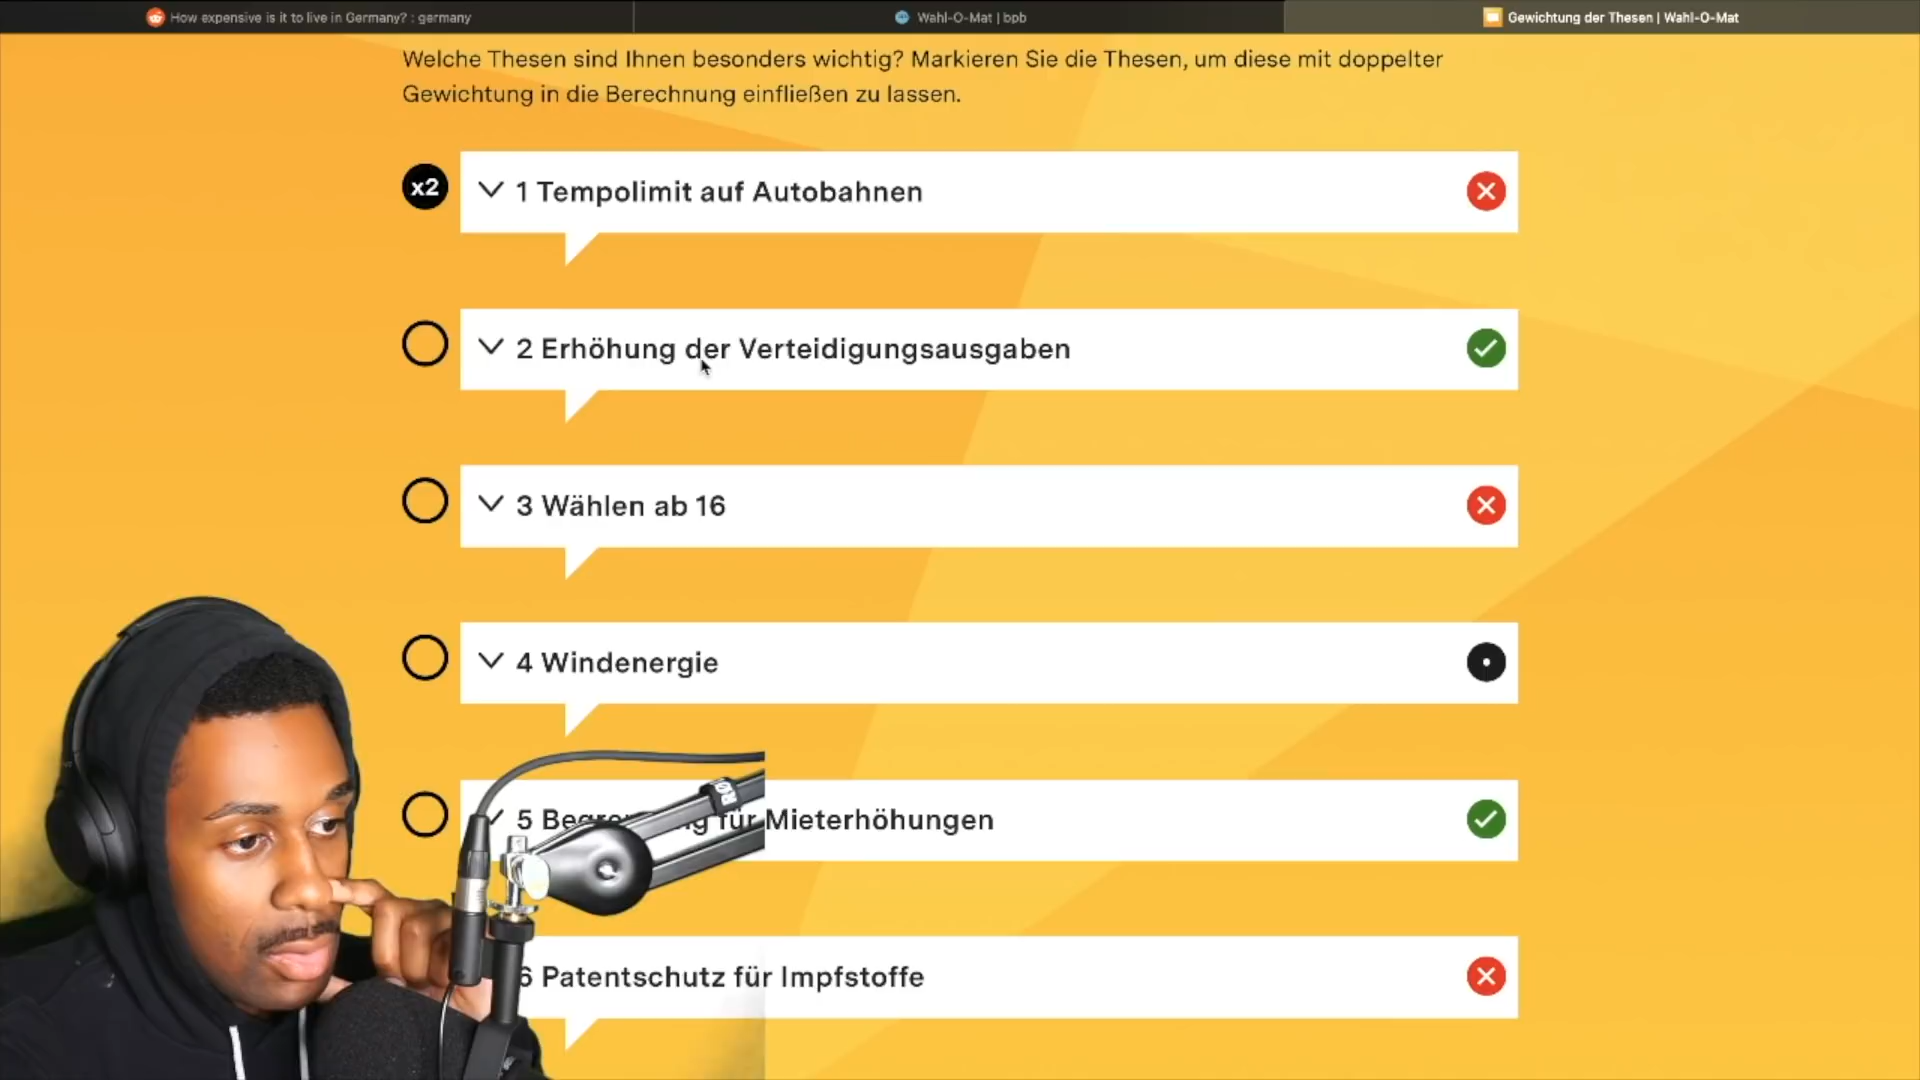 How expensive is it to live in Germany? : germany
Wahl-O-Mat | bpb
Gewichtung der Thesen | Wahl-O-Mat
Welche Thesen sind Ihnen besonders wichtig? Markieren Sie die Thesen, um diese mit doppelter
Gewichtung in die Berechnung einfließen zu lassen.
x2
1 Tempolimit auf Autobahnen
2 Erhöhung der Verteidigungsausgaben
3 Wählen ab 16
4 Windenergie
5 für Mieterhöhungen
6 Patentschutz für Impfstoffe